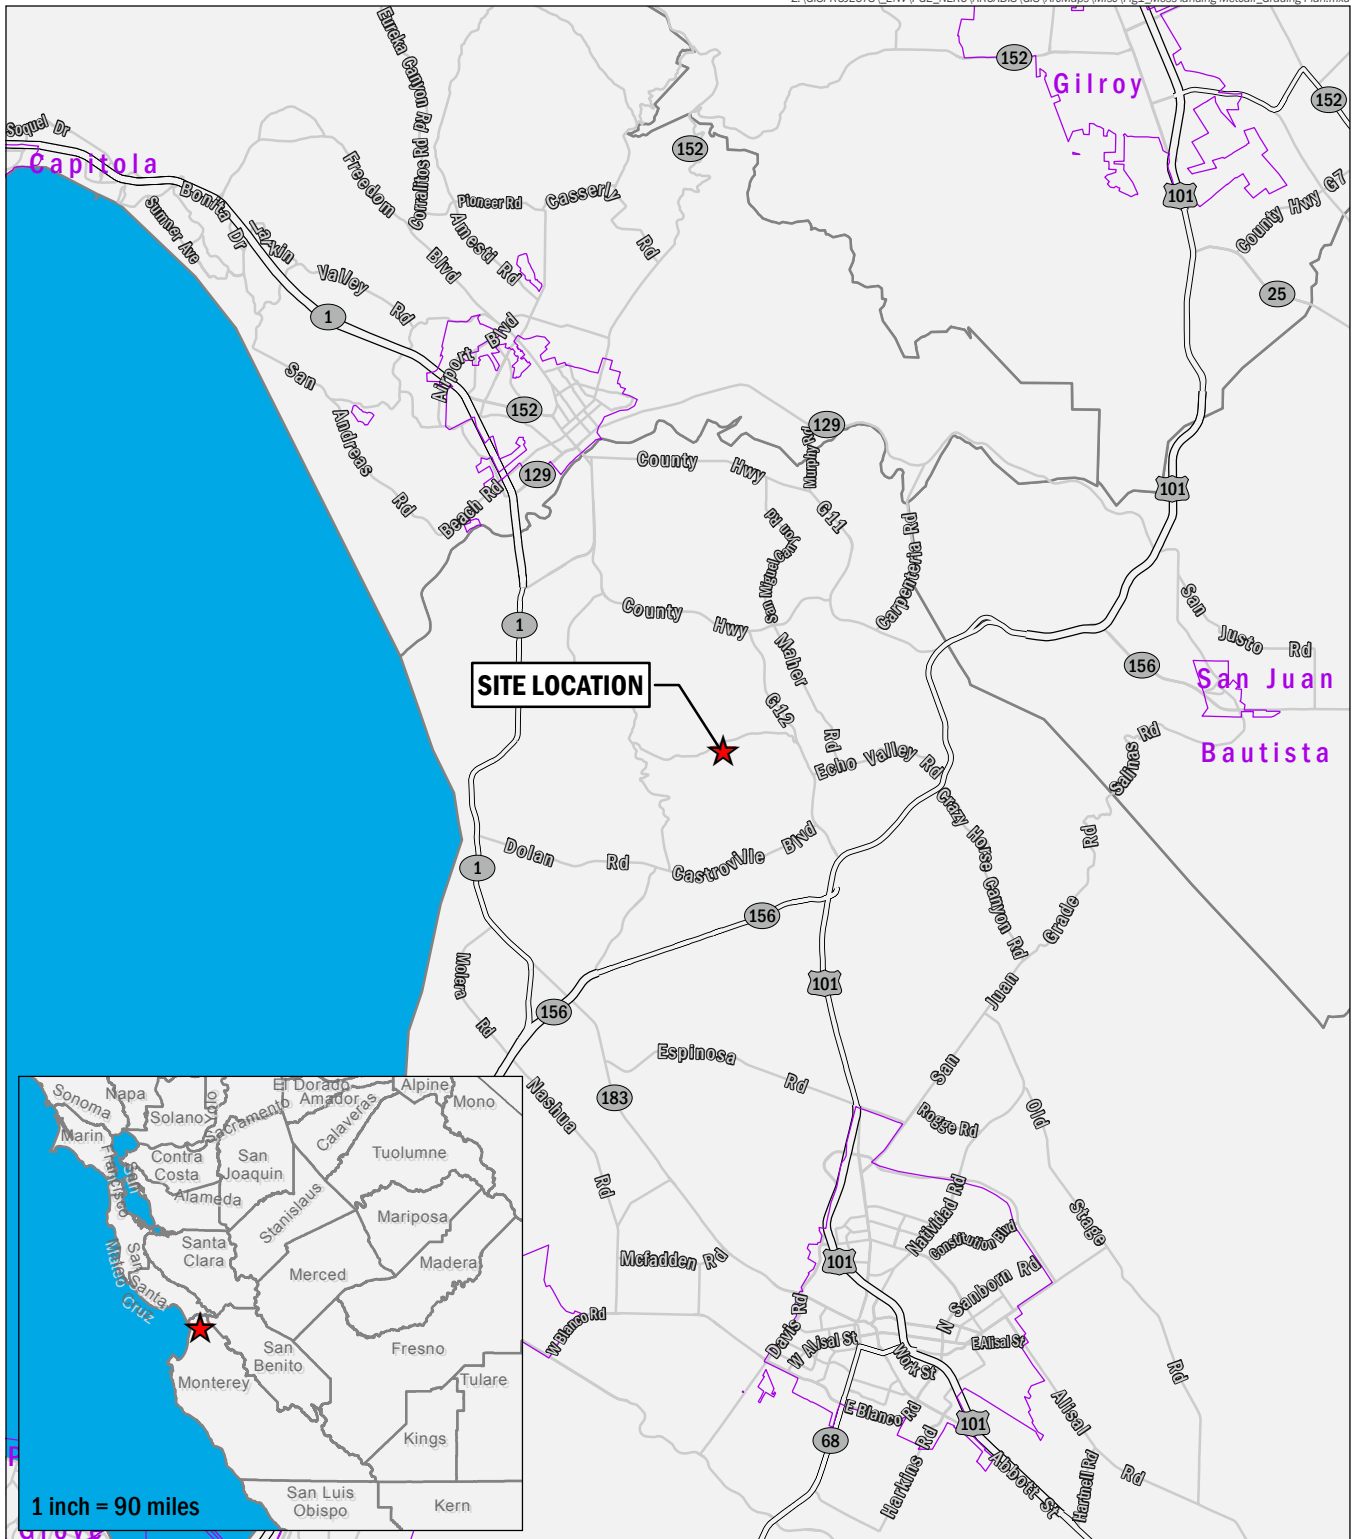 152
Gilroy
152
Eureka Canyon Rd
Soquel Dr
Capitola
152
Freedom
Blvd
Corralitos Rd
Pioneer Rd
Casserly
Rd
Amesti Rd
Bonita Dr
Sumner Ave
Larkin
Valley
Rd
101
County Hwy G7
25
1
Airport Blvd
San
Andreas
Rd
152
129
Beach Rd
129
Murphy Rd
County Hwy
G11
101
San Miguel Canyon Rd
Carpenteria Rd
County Hwy
1
Maher
Rd
G12
San
Justo Rd
156
San Juan
Bautista
SITE LOCATION
Echo Valley Rd
Salinas Rd
Crazy Horse Canyon Rd
Dolan Rd
Castroville Blvd
1
156
101
San
Juan
Grade
Rd
Molera
Rd
156
Espinosa
Rd
183
Nashua
Rd
Rogge Rd
Old
Stage
Rd
Natividad Rd
Constitution Blvd
Mcfadden Rd
101
N Sanborn Rd
W Blanco Rd
Davis Rd
W Alisal St
Work St
E Alisal St
E Blanco Rd
101
68
Harkins Rd
Abbott St
Alisal
Rd
Hartnell Rd
Sonoma
Napa
Solano
Yolo
Sacramento
El Dorado
Amador
Alpine
Mono
Calaveras
Marin
Contra
Costa
San
Joaquin
Tuolumne
San
Francisco
Alameda
Stanislaus
Mariposa
Santa
Clara
Madera
Merced
San
Mateo
Santa
Cruz
San
Benito
Fresno
Monterey
Tulare
Kings
San Luis
Obispo
Kern
1 inch = 90 miles
Grove